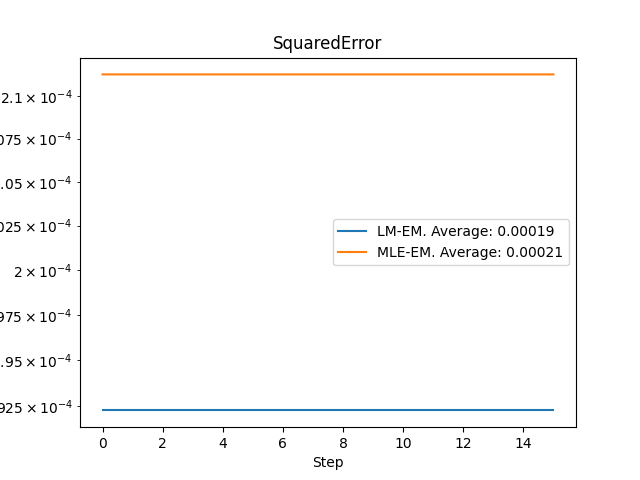 SquaredError
2.1 × 10⁻⁴
075 × 10⁻⁴
.05 × 10⁻⁴
025 × 10⁻⁴
2 × 10⁻⁴
975 × 10⁻⁴
.95 × 10⁻⁴
925 × 10⁻⁴
LM-EM. Average: 0.00019
MLE-EM. Average: 0.00021
0 2 4 6 8 10 12 14
Step